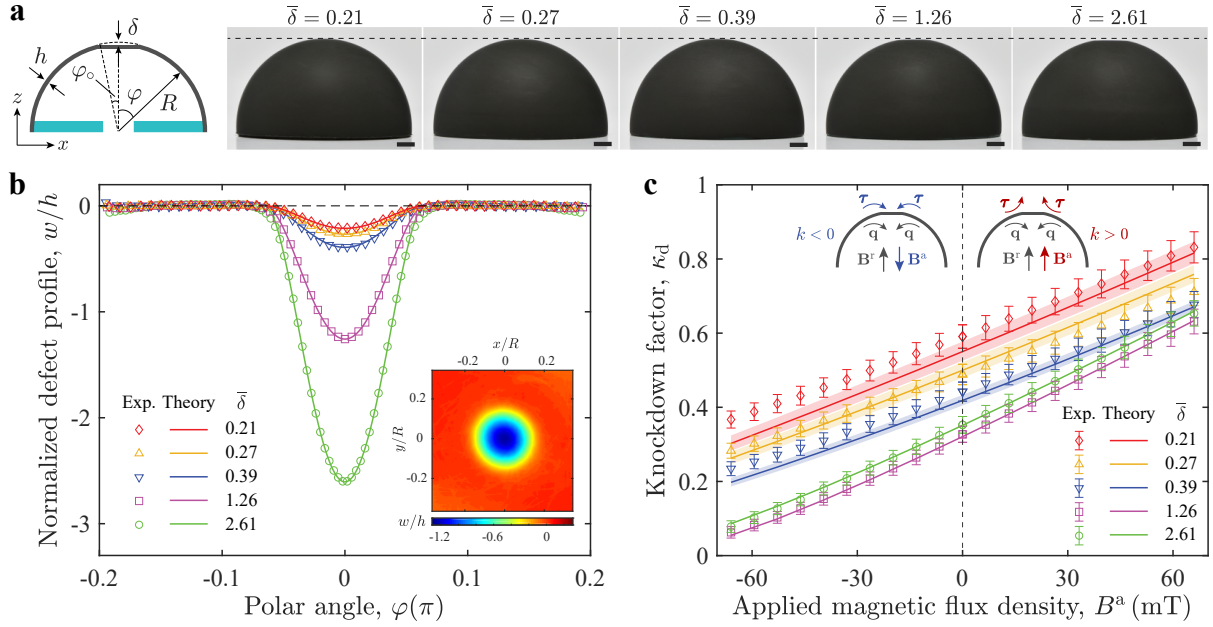 a
δ
h
φ∘
φ
R
z
x
δ̅ = 0.21
δ̅ = 0.27
δ̅ = 0.39
δ̅ = 1.26
δ̅ = 2.61
b
Normalized defect profile, w/h
0
-1
-2
-3
-0.2
-0.1
0
0.1
0.2
Polar angle, φ(π)
Exp. Theory δ̅
0.21
0.27
0.39
1.26
2.61
x/R
-0.2 0 0.2
y/R
0.2
0
-0.2
w/h
-1.2 -0.6 0
c
Knockdown factor, κd
1
0.8
0.6
0.4
0.2
0
-60
-30
0
30
60
Applied magnetic flux density, Bᵃ (mT)
τ τ
k < 0
q q
Bʳ Bᵃ
τ τ
k > 0
q q
Bʳ Bᵃ
Exp. Theory δ̅
0.21
0.27
0.39
1.26
2.61